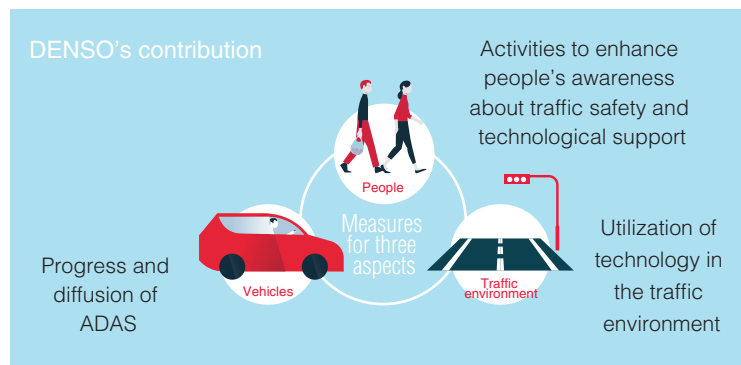 DENSO’s contribution
Activities to enhance
people’s awareness
about traffic safety and
technological support
People
Measures
for three
aspects
Vehicles
Traffic
environment
Progress and
diffusion of
ADAS
Utilization of
technology in
the traffic
environment